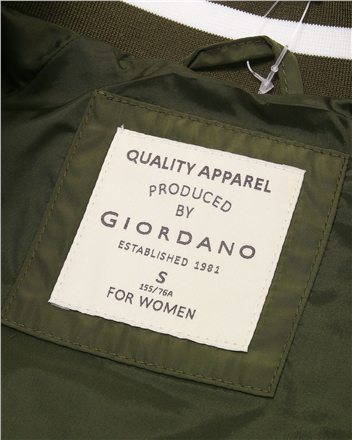 QUALITY APPAREL
PRODUCED
BY
GIORDANO
ESTABLISHED 1981
S
155/76A
FOR WOMEN